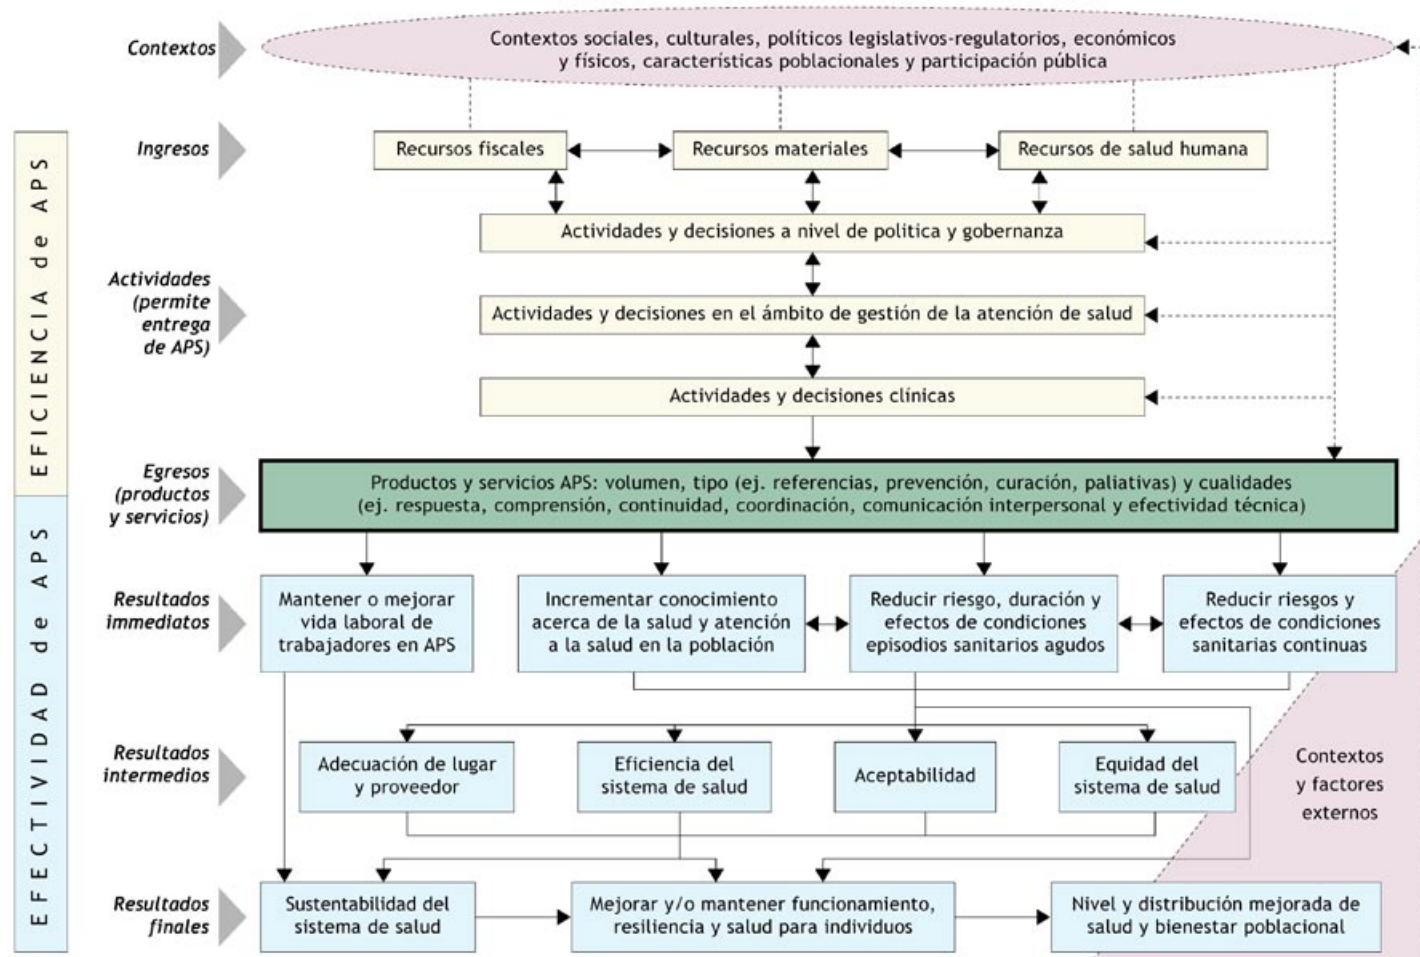 Contextos
Contextos sociales, culturales, políticos legislativos-regulatorios, económicos
y físicos, características poblacionales y participación pública
EFICIENCIA de APS
Ingresos
Recursos fiscales
Recursos materiales
Recursos de salud humana
Actividades
(permite
entrega
de APS)
Actividades y decisiones a nivel de politica y gobernanza
Actividades y decisiones en el ámbito de gestión de la atención de salud
Actividades y decisiones clínicas
Egresos
(productos
y servicios)
Productos y servicios APS: volumen, tipo (ej. referencias, prevención, curación, paliativas) y cualidades
(ej. respuesta, comprensión, continuidad, coordinación, comunicación interpersonal y efectividad técnica)
EFECTIVIDAD de APS
Resultados
immediatos
Mantener o mejorar
vida laboral de
trabajadores en APS
Incrementar conocimiento
acerca de la salud y atención
a la salud en la población
Reducir riesgo, duración y
efectos de condiciones
episodios sanitarios agudos
Reducir riesgos y
efectos de condiciones
sanitarias continuas
Resultados
intermedios
Adecuación de lugar
y proveedor
Eficiencia del
sistema de salud
Aceptabilidad
Equidad del
sistema de salud
Contextos
y factores
externos
Resultados
finales
Sustentabilidad del
sistema de salud
Mejorar y/o mantener funcionamiento,
resiliencia y salud para individuos
Nivel y distribución mejorada de
salud y bienestar poblacional